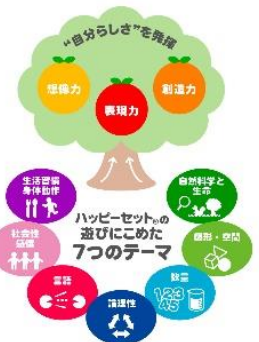 “自分らしさ”を発揮
想像力
創造力
表現力
生活習慣
身体動作
自然科学と
生命
ハッピーセット®の
遊びにこめた
7つのテーマ
社会性
感情
図形・空間
言語
数量
12345
論理性